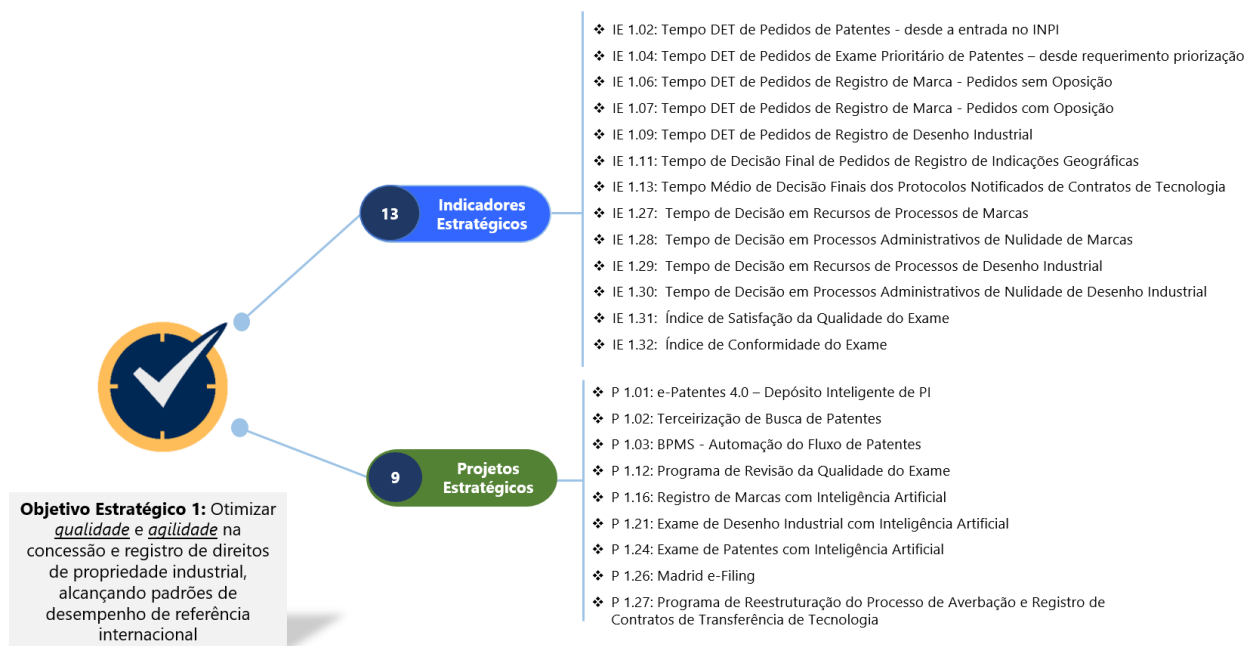 ❖ IE 1.02: Tempo DET de Pedidos de Patentes - desde a entrada no INPI
❖ IE 1.04: Tempo DET de Pedidos de Exame Prioritário de Patentes – desde requerimento priorização
❖ IE 1.06: Tempo DET de Pedidos de Registro de Marca - Pedidos sem Oposição
❖ IE 1.07: Tempo DET de Pedidos de Registro de Marca - Pedidos com Oposição
❖ IE 1.09: Tempo DET de Pedidos de Registro de Desenho Industrial
❖ IE 1.11: Tempo de Decisão Final de Pedidos de Registro de Indicações Geográficas
❖ IE 1.13: Tempo Médio de Decisão Finais dos Protocolos Notificados de Contratos de Tecnologia
❖ IE 1.27: Tempo de Decisão em Recursos de Processos de Marcas
❖ IE 1.28: Tempo de Decisão em Processos Administrativos de Nulidade de Marcas
❖ IE 1.29: Tempo de Decisão em Recursos de Processos de Desenho Industrial
❖ IE 1.30: Tempo de Decisão em Processos Administrativos de Nulidade de Desenho Industrial
❖ IE 1.31: Índice de Satisfação da Qualidade do Exame
❖ IE 1.32: Índice de Conformidade do Exame
13
Indicadores
Estratégicos
❖ P 1.01: e-Patentes 4.0 – Depósito Inteligente de PI
❖ P 1.02: Terceirização de Busca de Patentes
❖ P 1.03: BPMS - Automação do Fluxo de Patentes
❖ P 1.12: Programa de Revisão da Qualidade do Exame
❖ P 1.16: Registro de Marcas com Inteligência Artificial
❖ P 1.21: Exame de Desenho Industrial com Inteligência Artificial
❖ P 1.24: Exame de Patentes com Inteligência Artificial
❖ P 1.26: Madrid e-Filing
❖ P 1.27: Programa de Reestruturação do Processo de Averbação e Registro de
Contratos de Transferência de Tecnologia
9
Projetos
Estratégicos
Objetivo Estratégico 1: Otimizar
qualidade e agilidade na
concessão e registro de direitos
de propriedade industrial,
alcançando padrões de
desempenho de referência
internacional